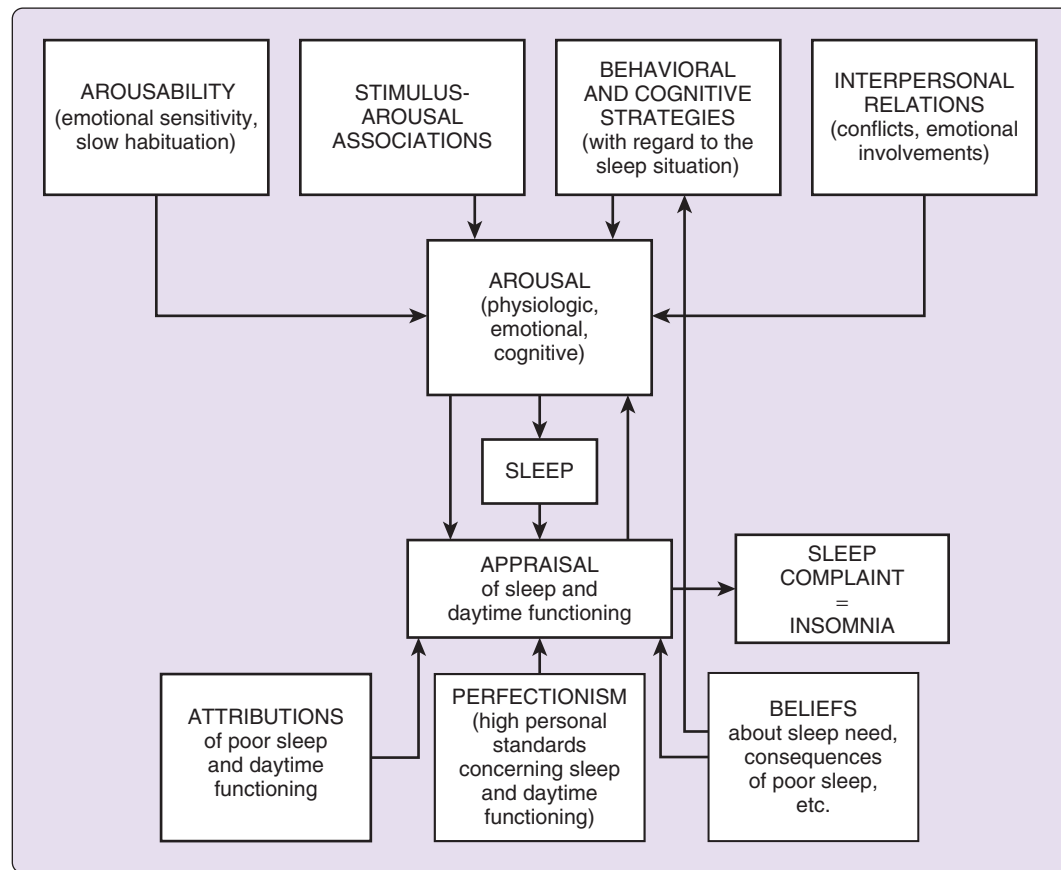 AROUSABILITY
(emotional sensitivity,
slow habituation)
STIMULUS-
AROUSAL
ASSOCIATIONS
BEHAVIORAL
AND COGNITIVE
STRATEGIES
(with regard to the
sleep situation)
INTERPERSONAL
RELATIONS
(conflicts, emotional
involvements)
AROUSAL
(physiologic,
emotional,
cognitive)
SLEEP
APPRAISAL
of sleep and
daytime functioning
SLEEP
COMPLAINT
=
INSOMNIA
ATTRIBUTIONS
of poor sleep
and daytime
functioning
PERFECTIONISM
(high personal
standards
concerning sleep
and daytime
functioning)
BELIEFS
about sleep need,
consequences
of poor sleep,
etc.